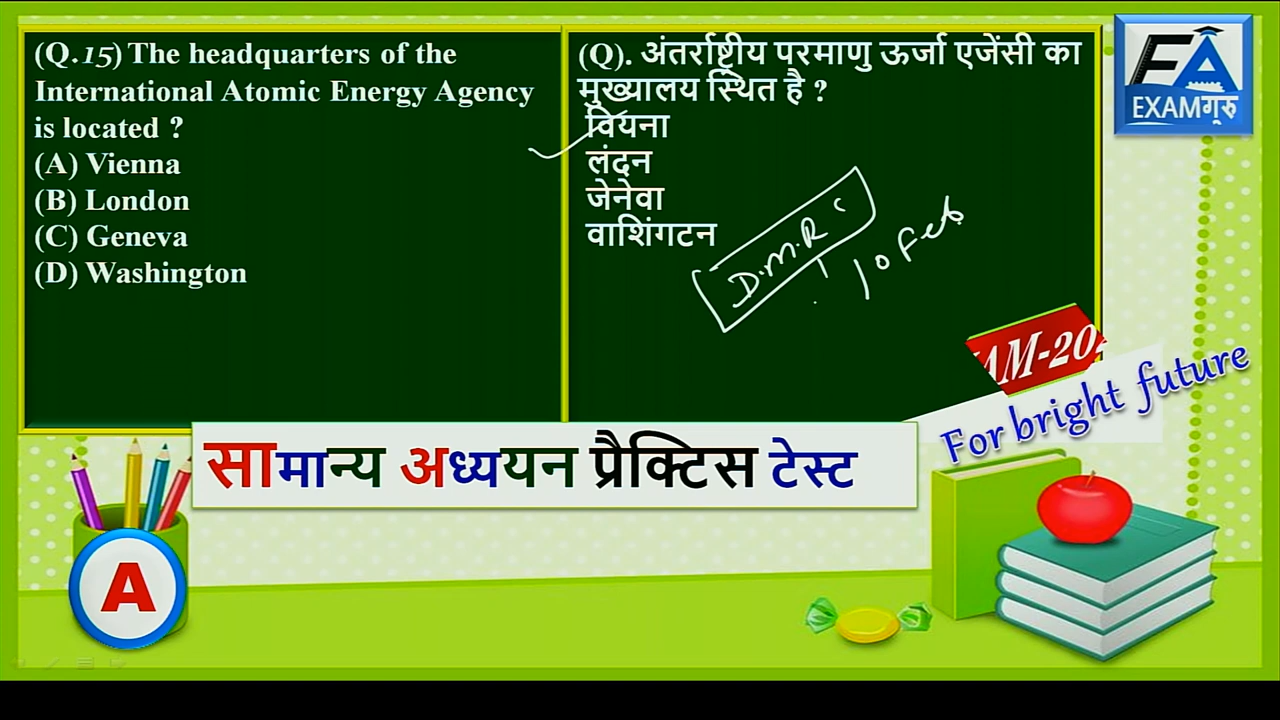 (Q.15) The headquarters of the
International Atomic Energy Agency
is located ?
(A) Vienna
(B) London
(C) Geneva
(D) Washington
(Q). अंतर्राष्ट्रीय परमाणु ऊर्जा एजेंसी का
मुख्यालय स्थित है ?
वियना
लंदन
जेनेवा
वाशिंगटन
D.M.R
10 Feb
EXAMगुरु
AM-20
For bright future
सामान्य अध्ययन प्रैक्टिस टेस्ट
A